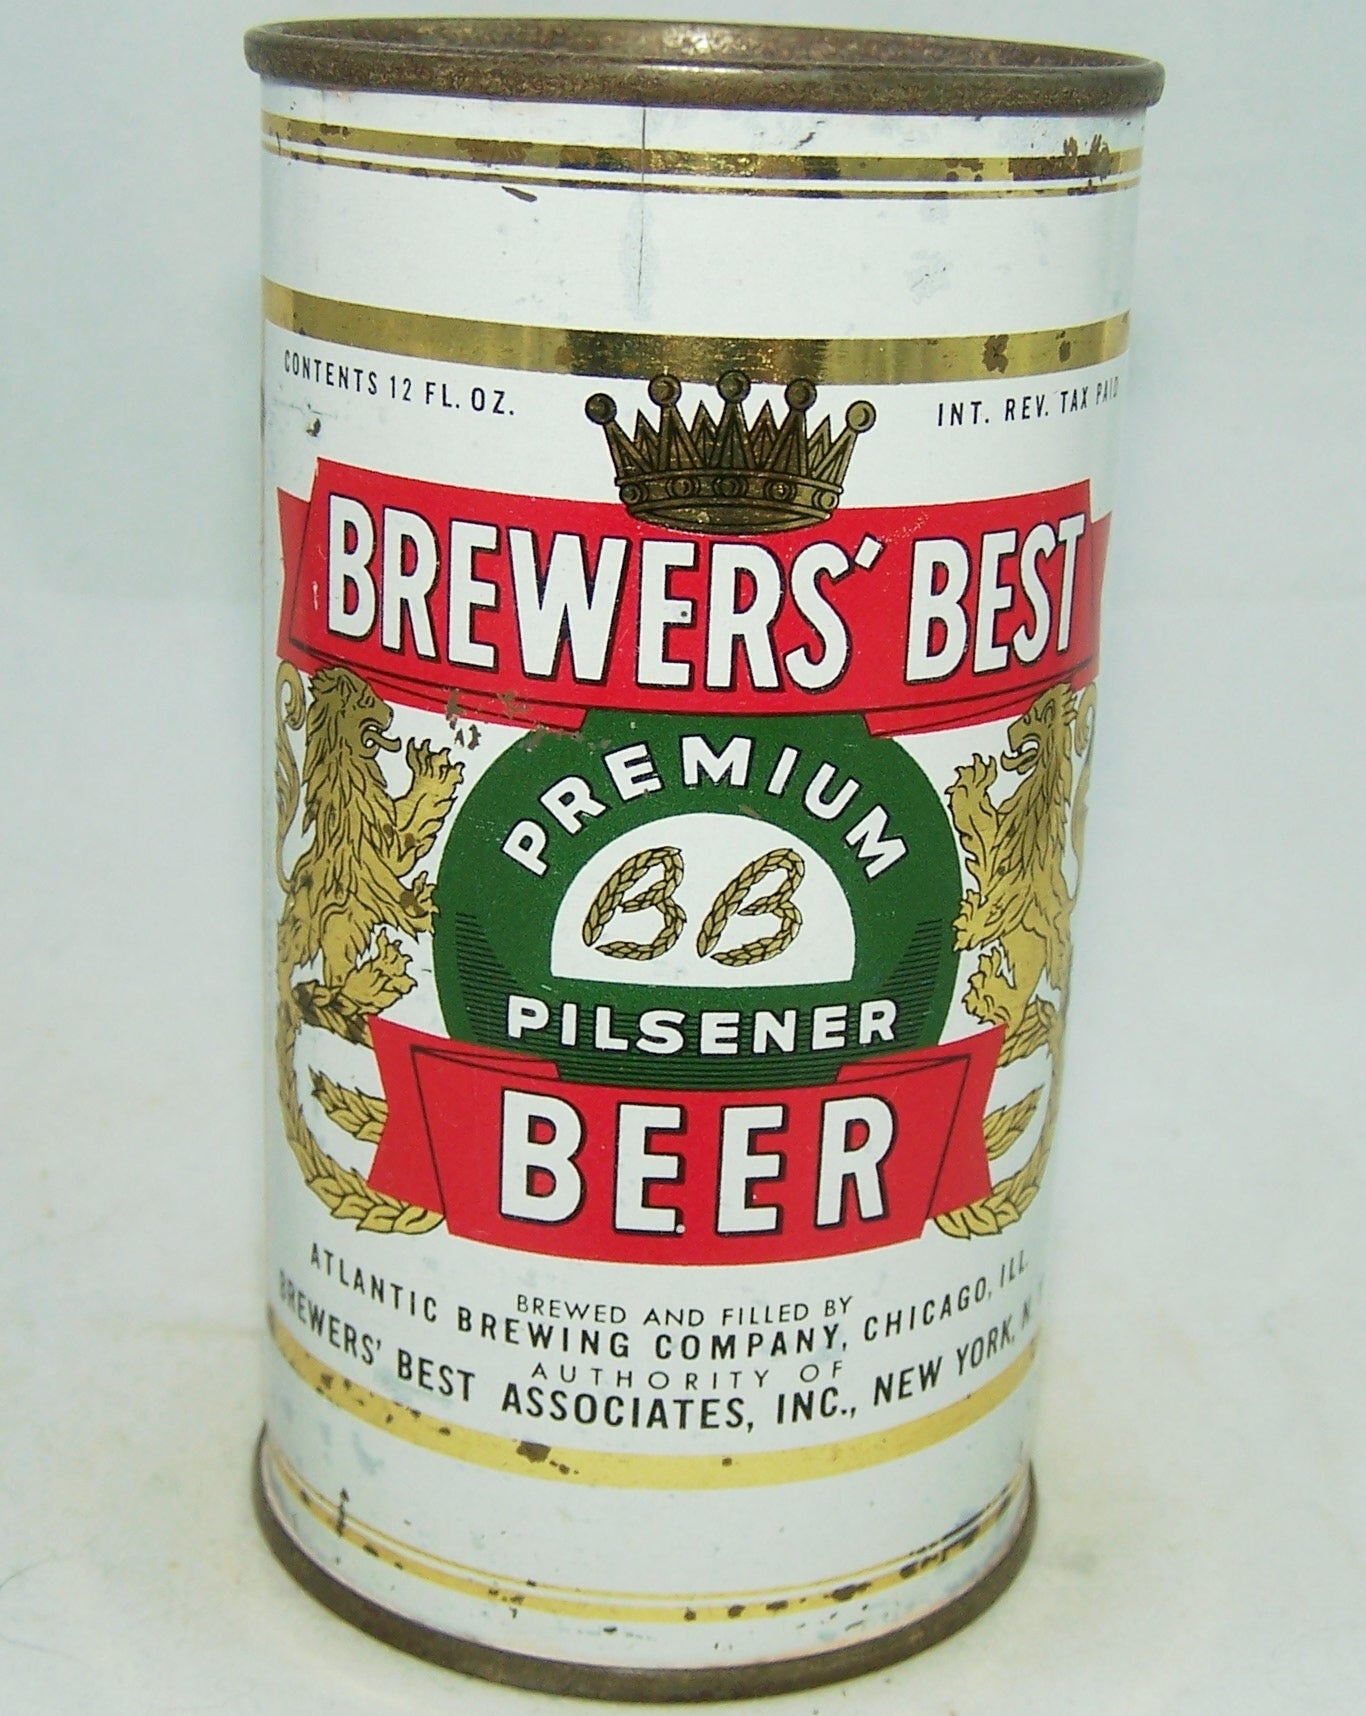 CONTENTS 12 FL. OZ.
INT. REV. TAX PAID
BREWERS' BEST
PREMIUM
BB
PILSENER
BEER
BREWED AND FILLED BY
ATLANTIC BREWING COMPANY, CHICAGO, ILL.
AUTHORITY OF
BREWERS' BEST ASSOCIATES, INC., NEW YORK, N